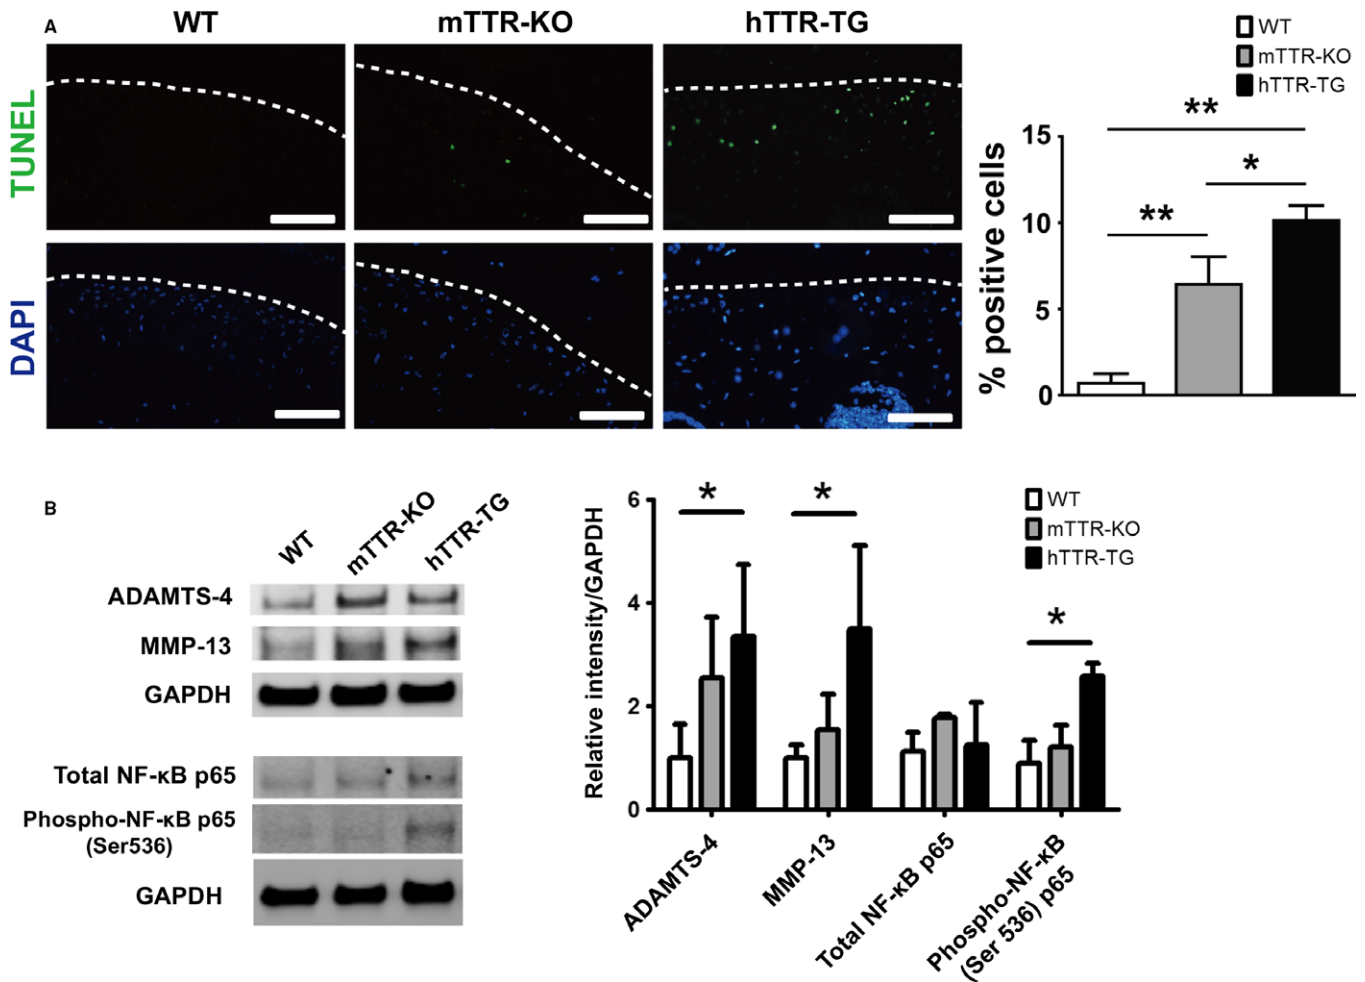 A
WT
mTTR-KO
hTTR-TG
TUNEL
DAPI
WT
mTTR-KO
hTTR-TG
% positive cells
15
10
5
0
**
**
*
B
WT
mTTR-KO
hTTR-TG
ADAMTS-4
MMP-13
GAPDH
Total NF-κB p65
Phospho-NF-κB p65
(Ser536)
GAPDH
Relative intensity/GAPDH
6
4
2
0
*
*
*
WT
mTTR-KO
hTTR-TG
ADAMTS-4
MMP-13
Total NF-κB p65
Phospho-NF-κB
(Ser 536) p65